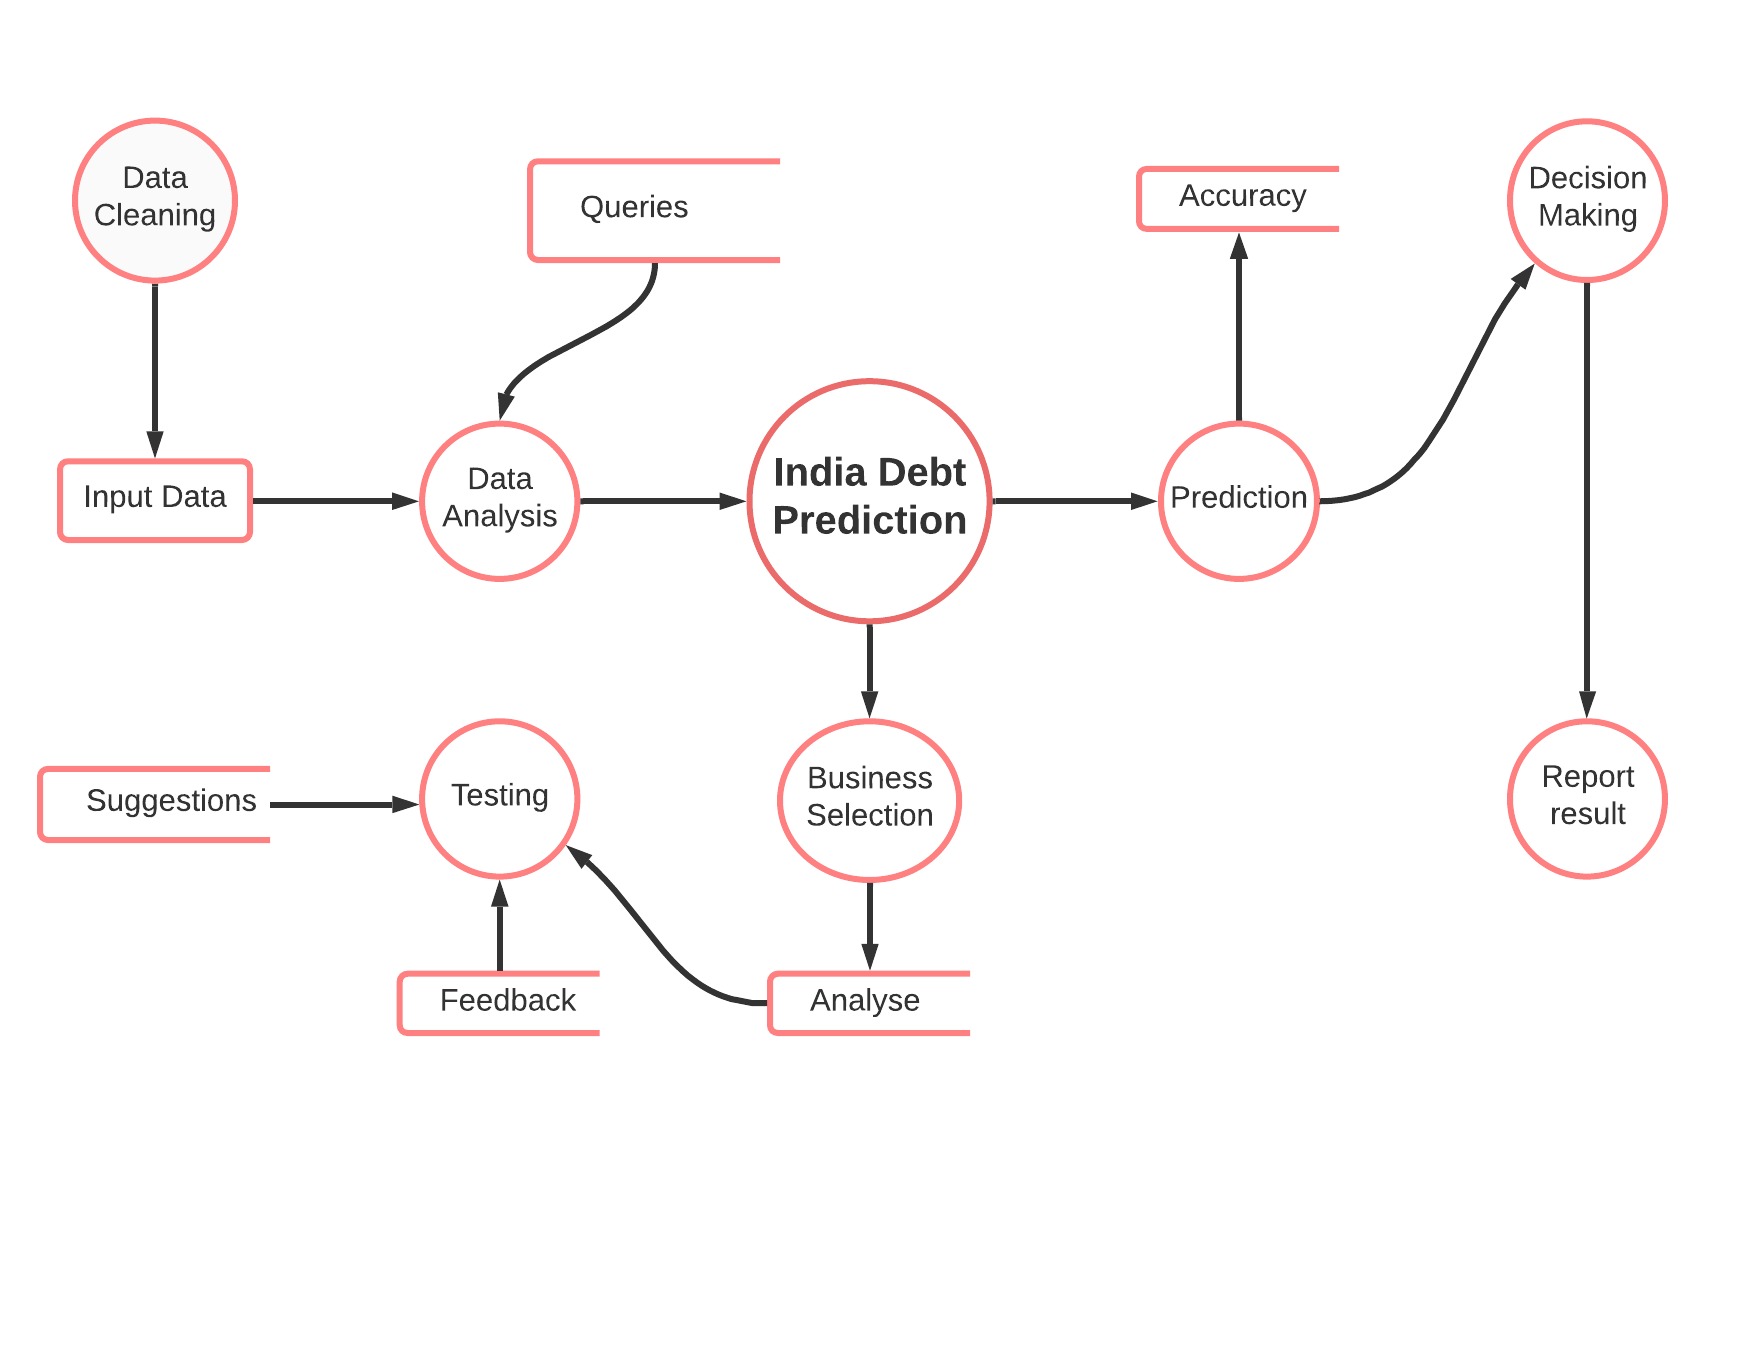 Data
Cleaning
Queries
Accuracy
Decision
Making
Input Data
Data
Analysis
India Debt
Prediction
Prediction
Suggestions
Testing
Business
Selection
Report
result
Feedback
Analyse